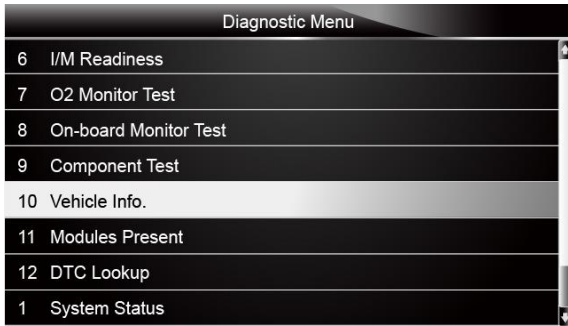 Diagnostic Menu
6 I/M Readiness
7 O2 Monitor Test
8 On-board Monitor Test
9 Component Test
10 Vehicle Info.
11 Modules Present
12 DTC Lookup
1 System Status